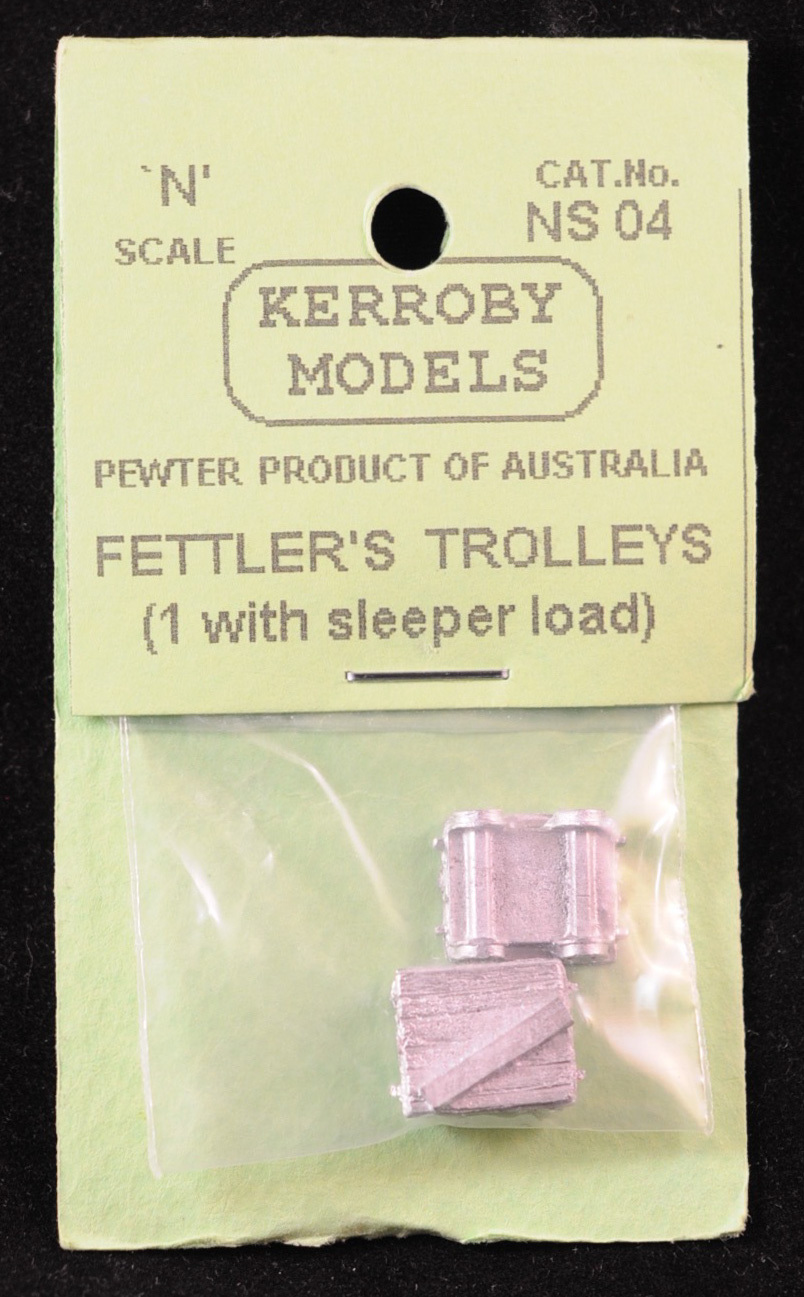 `N'
SCALE
CAT.No.
NS 04
KERROBY
MODELS
PEWTER PRODUCT OF AUSTRALIA
FETTLER'S TROLLEYS
(1 with sleeper load)